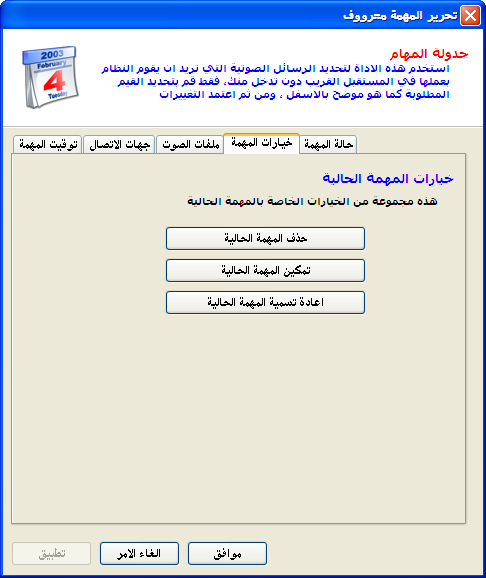 تحرير المهمة معرووف
جدولة المهام
استخدم هذه الاداة لتحديد الرسائل الصوتية التي تريد ان يقوم النظام
بعملها في المستقبل القريب دون تدخل منك، فقط قم بتحديد القيم
المطلوبة كما هو موضح بالاسفل ، ومن ثم اعتمد التغييرات
2003
February
4
Tuesday
حالة المهمة
خيارات المهمة
ملفات الصوت
جهات الاتصال
توقيت المهمة
خيارات المهمة الحالية
هذه مجموعة من الخيارات الخاصة بالمهمة الحالية
حذف المهمة الحالية
تمكين المهمة الحالية
اعادة تسمية المهمة الحالية
موافق
الغاء الامر
تطبيق